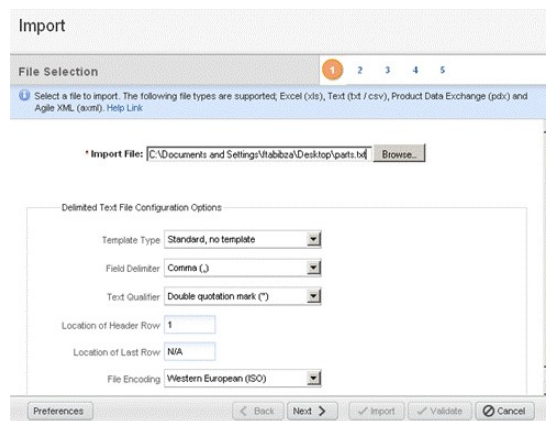 Import
File Selection
1 2 3 4 5
Select a file to import. The following file types are supported; Excel (xls), Text (txt / csv), Product Data Exchange (pdx) and
Agile XML (axml). Help Link
* Import File: C:\Documents and Settings\ftabibza\Desktop\parts.txt Browse...
Delimited Text File Configuration Options
Template Type Standard, no template
Field Delimiter Comma (,)
Text Qualifier Double quotation mark (")
Location of Header Row 1
Location of Last Row N/A
File Encoding Western European (ISO)
Preferences Back Next Import Validate Cancel